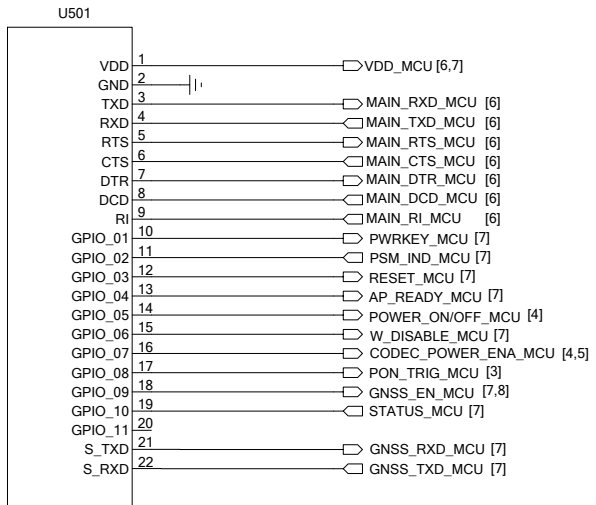 U501
VDD 1 VDD_MCU [6,7]
GND 2
TXD 3 MAIN_RXD_MCU [6]
RXD 4 MAIN_TXD_MCU [6]
RTS 5 MAIN_RTS_MCU [6]
CTS 6 MAIN_CTS_MCU [6]
DTR 7 MAIN_DTR_MCU [6]
DCD 8 MAIN_DCD_MCU [6]
RI 9 MAIN_RI_MCU [6]
GPIO_01 10 PWRKEY_MCU [7]
GPIO_02 11 PSM_IND_MCU [7]
GPIO_03 12 RESET_MCU [7]
GPIO_04 13 AP_READY_MCU [7]
GPIO_05 14 POWER_ON/OFF_MCU [4]
GPIO_06 15 W_DISABLE_MCU [7]
GPIO_07 16 CODEC_POWER_ENA_MCU [4,5]
GPIO_08 17 PON_TRIG_MCU [3]
GPIO_09 18 GNSS_EN_MCU [7,8]
GPIO_10 19 STATUS_MCU [7]
GPIO_11 20
S_TXD 21 GNSS_RXD_MCU [7]
S_RXD 22 GNSS_TXD_MCU [7]